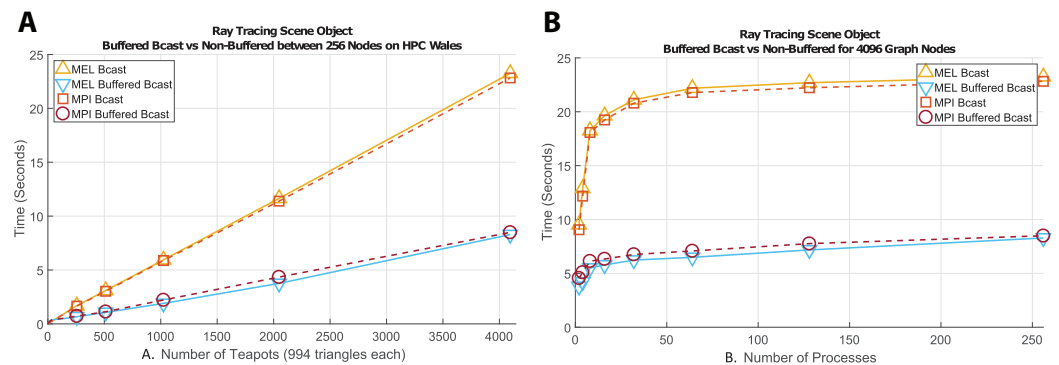 A
Ray Tracing Scene Object
Buffered Bcast vs Non-Buffered between 256 Nodes on HPC Wales
25
20
15
10
5
0
Time (Seconds)
MEL Bcast
MEL Buffered Bcast
MPI Bcast
MPI Buffered Bcast
0 500 1000 1500 2000 2500 3000 3500 4000
A. Number of Teapots (994 triangles each)
B
Ray Tracing Scene Object
Buffered Bcast vs Non-Buffered for 4096 Graph Nodes
25
20
15
10
5
0
Time (Seconds)
MEL Bcast
MEL Buffered Bcast
MPI Bcast
MPI Buffered Bcast
0 50 100 150 200 250
B. Number of Processes